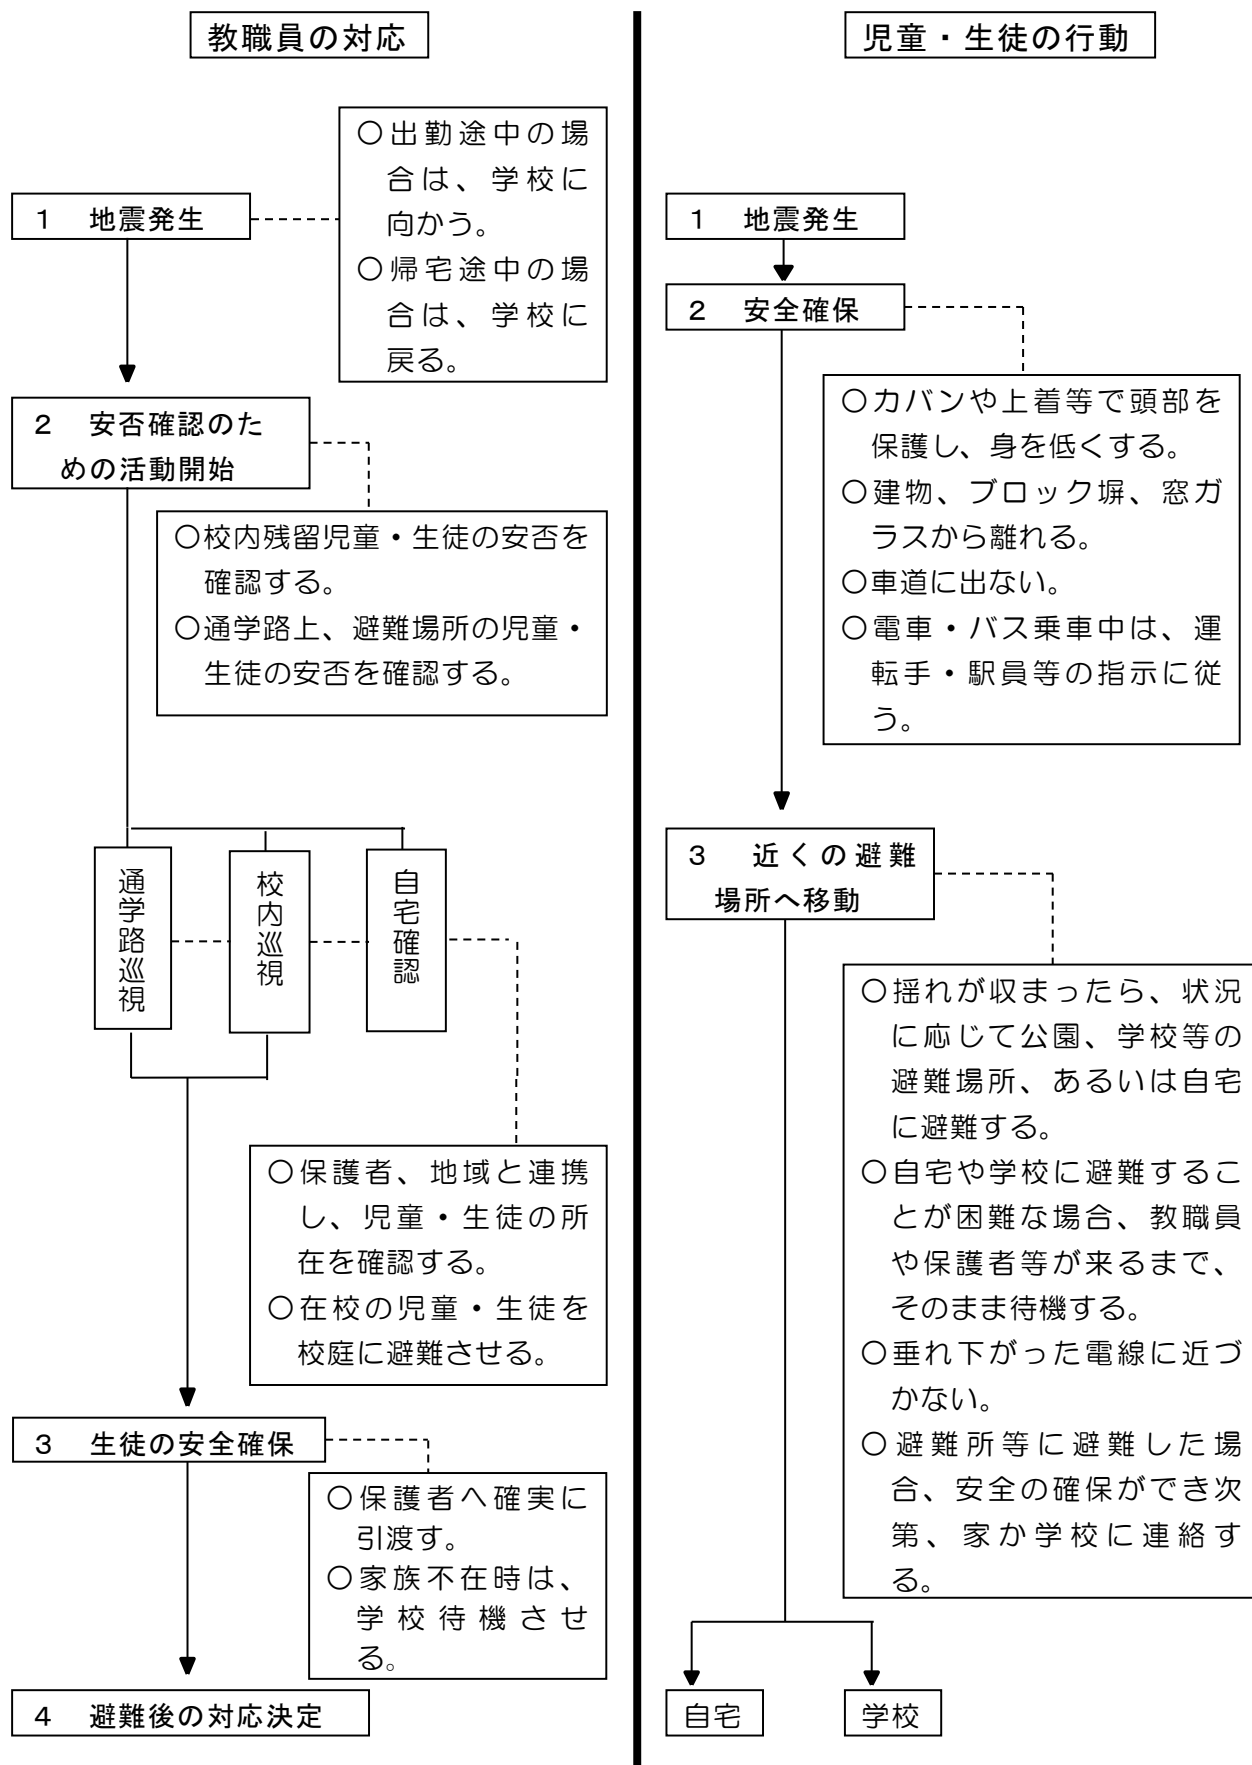 教職員の対応
１　地震発生
○出勤途中の場
合は、学校に
向かう。
○帰宅途中の場
合は、学校に
戻る。
２　安否確認のた
めの活動開始
○校内残留児童・生徒の安否を
確認する。
○通学路上、避難場所の児童・
生徒の安否を確認する。
通学路巡視
校内巡視
自宅確認
○保護者、地域と連携
し、児童・生徒の所
在を確認する。
○在校の児童・生徒を
校庭に避難させる。
３　生徒の安全確保
○保護者へ確実に
引渡す。
○家族不在時は、
学校待機させ
る。
４　避難後の対応決定
児童・生徒の行動
１　地震発生
２　安全確保
○カバンや上着等で頭部を
保護し、身を低くする。
○建物、ブロック塀、窓ガ
ラスから離れる。
○車道に出ない。
○電車・バス乗車中は、運
転手・駅員等の指示に従
う。
３　近くの避難
場所へ移動
○揺れが収まったら、状況
に応じて公園、学校等の
避難場所、あるいは自宅
に避難する。
○自宅や学校に避難するこ
とが困難な場合、教職員
や保護者等が来るまで、
そのまま待機する。
○垂れ下がった電線に近づ
かない。
○避難所等に避難した場
合、安全の確保ができ次
第、家か学校に連絡す
る。
自宅
学校